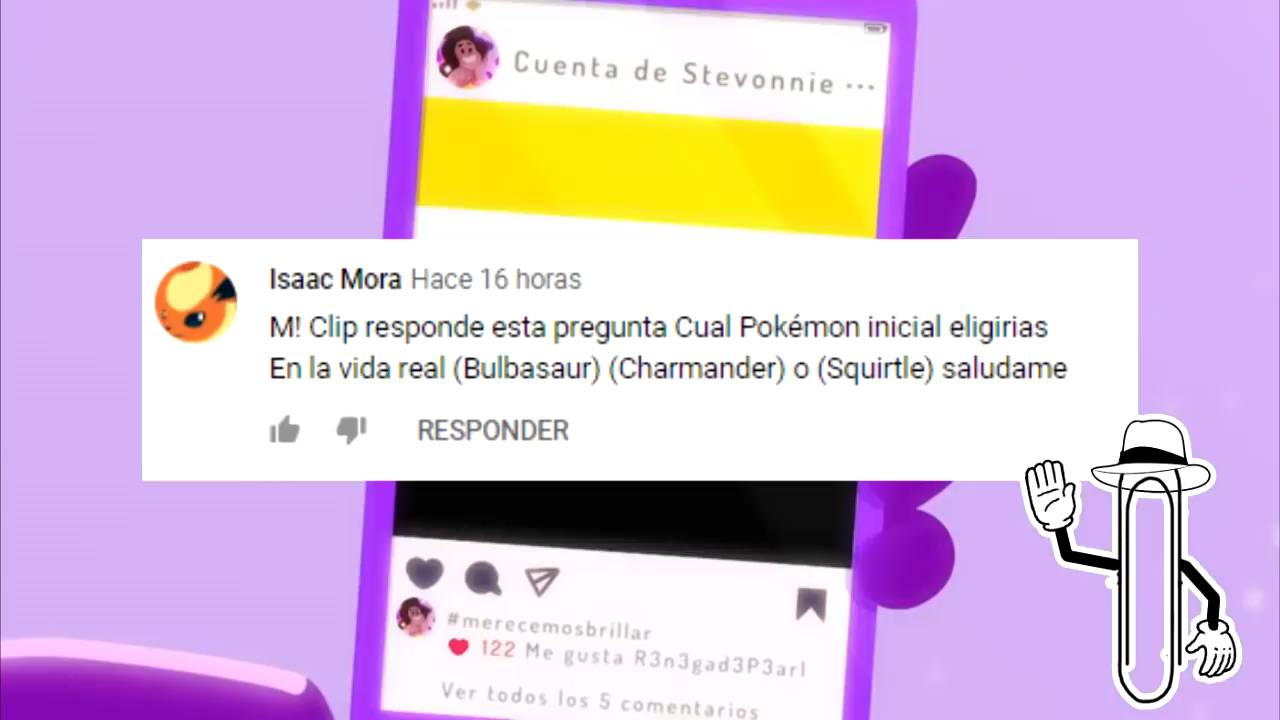 Cuenta de Stevonnie ...
Isaac Mora Hace 16 horas
M! Clip responde esta pregunta Cual Pokémon inicial eligirias
En la vida real (Bulbasaur) (Charmander) o (Squirtle) saludame
RESPONDER
#merecemosbrillar
122 Me gusta R3n3gad3P3arl
Ver todos los 5 comentarios